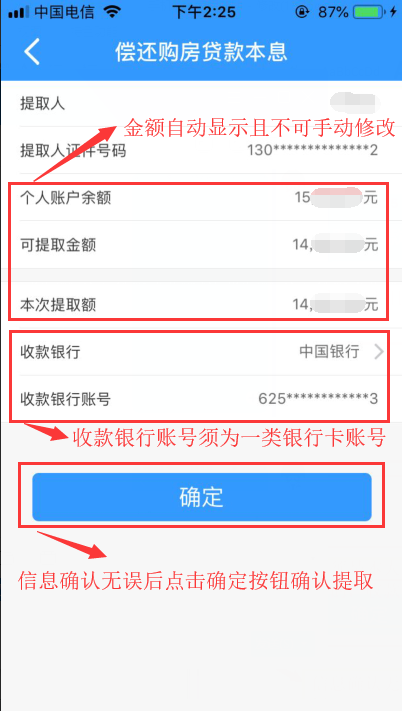 中国电信 下午2:25 87%
偿还购房贷款本息
提取人
金额自动显示且不可手动修改
提取人证件号码 130**************2
个人账户余额 15 元
可提取金额 14, 元
本次提取额 14, 元
收款银行 中国银行
收款银行账号 625************3
收款银行账号须为一类银行卡账号
确定
信息确认无误后点击确定按钮确认提取